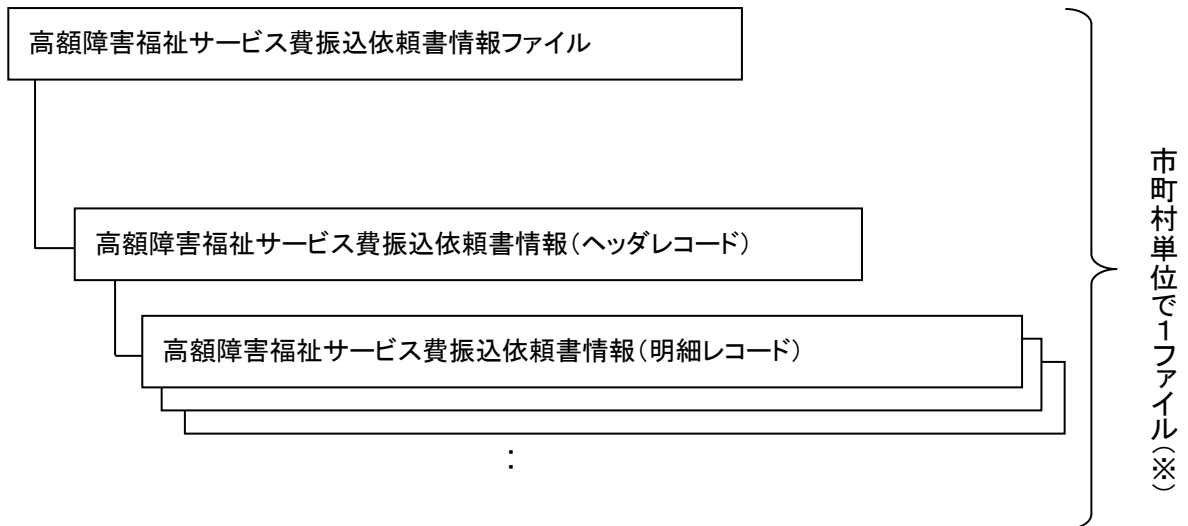 高額障害福祉サービス費振込依頼書情報ファイル
高額障害福祉サービス費振込依頼書情報（ヘッダレコード）
高額障害福祉サービス費振込依頼書情報（明細レコード）
：
市町村単位で１ファイル（※）